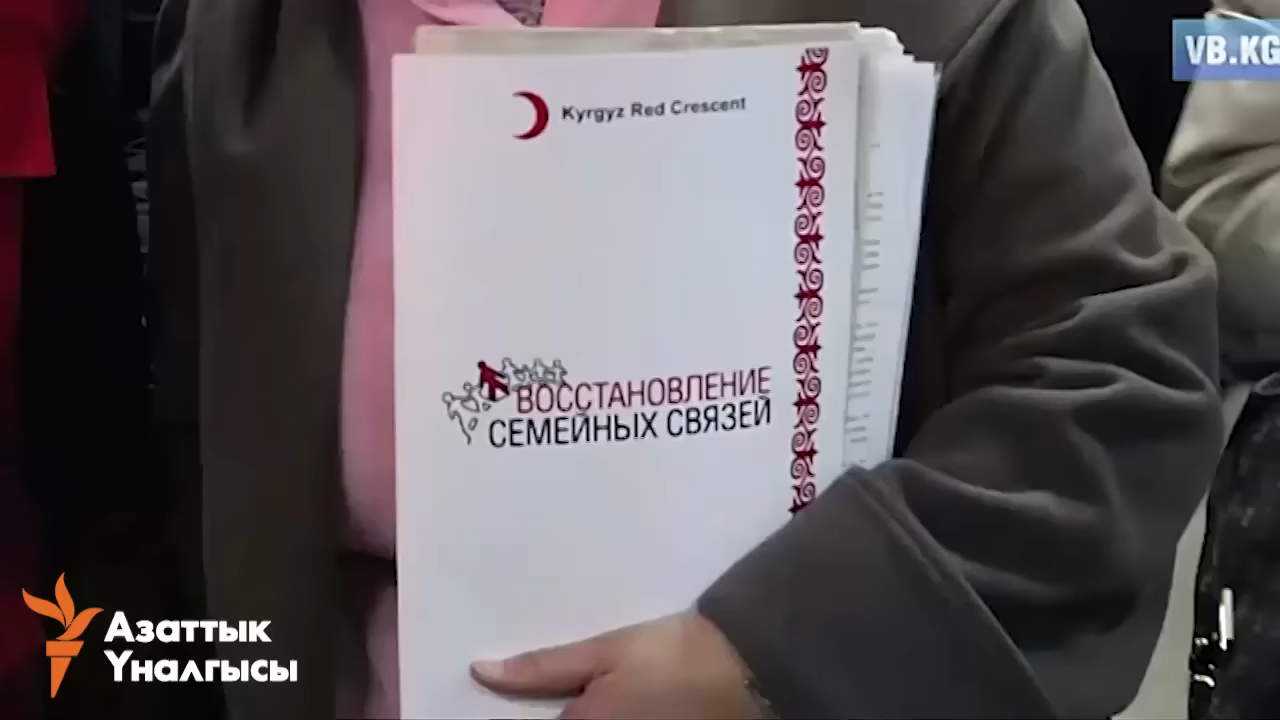 VB.KG
Kyrgyz Red Crescent
ВОССТАНОВЛЕНИЕ
СЕМЕЙНЫХ СВЯЗЕЙ
Азаттык
Үналгысы